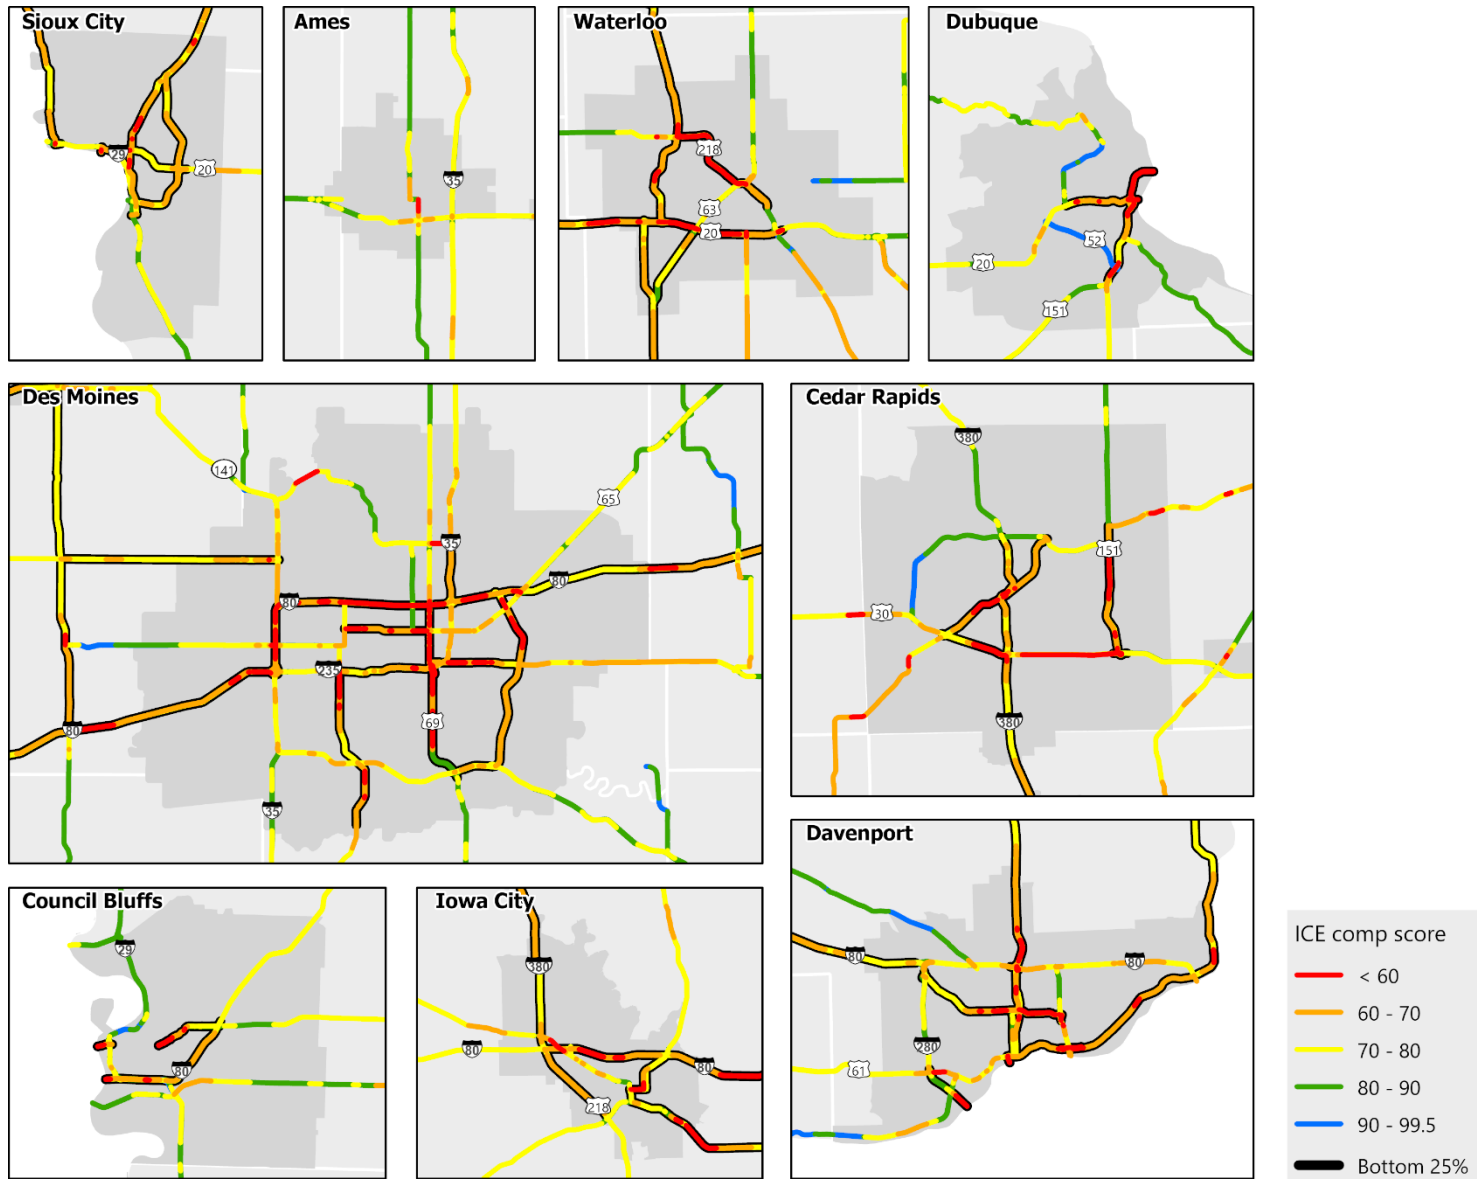 Sioux City
29
20
Ames
35
Waterloo
218
63
20
Dubuque
52
20
151
Des Moines
141
65
35
80
80
235
69
80
35
Cedar Rapids
380
151
30
380
Council Bluffs
29
80
Iowa City
380
80
80
218
Davenport
80
80
280
61
ICE comp score
< 60
60 - 70
70 - 80
80 - 90
90 - 99.5
Bottom 25%